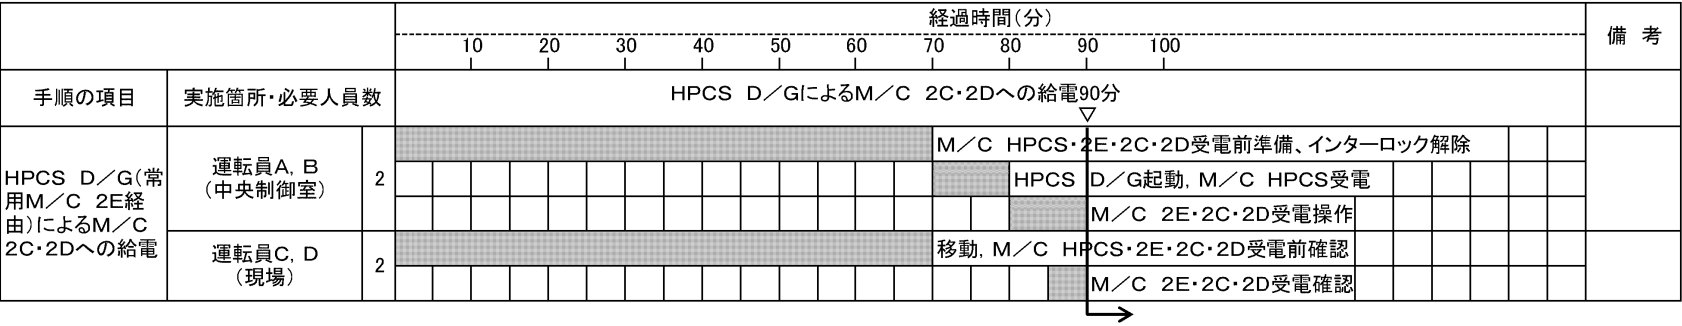 経過時間（分）
備 考
10 20 30 40 50 60 70 80 90 100
手順の項目
実施箇所・必要人員数
HPCS D／GによるM／C 2C・2Dへの給電90分
▽
HPCS D／G（常
用M／C 2E経
由）によるM／C
2C・2Dへの給電
運転員A，B
（中央制御室）
2
M／C HPCS・2E・2C・2D受電前準備、インターロック解除
HPCS D／G起動，M／C HPCS受電
M／C 2E・2C・2D受電操作
運転員C，D
（現場）
2
移動，M／C HPCS・2E・2C・2D受電前確認
M／C 2E・2C・2D受電確認